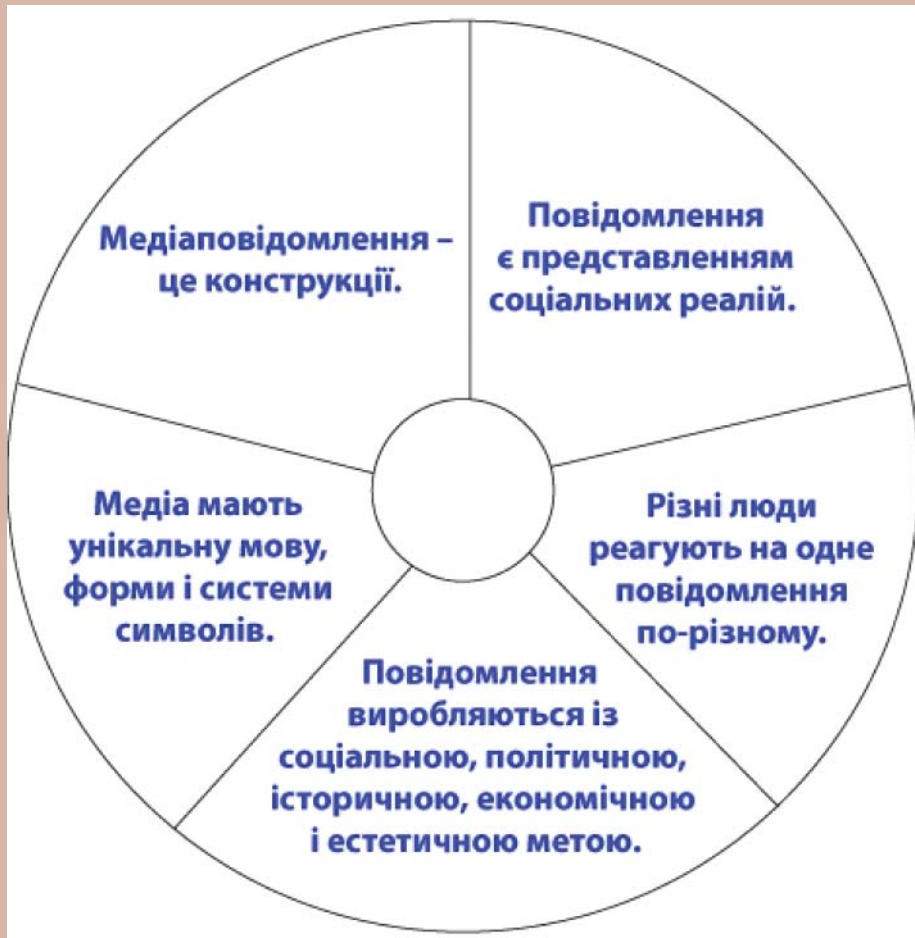 Медіаповідомлення –
це конструкції.
Повідомлення
є представленням
соціальних реалій.
Медіа мають
унікальну мову,
форми і системи
символів.
Різні люди
реагують на одне
повідомлення
по-різному.
Повідомлення
виробляються із
соціальною, політичною,
історичною, економічною
і естетичною метою.